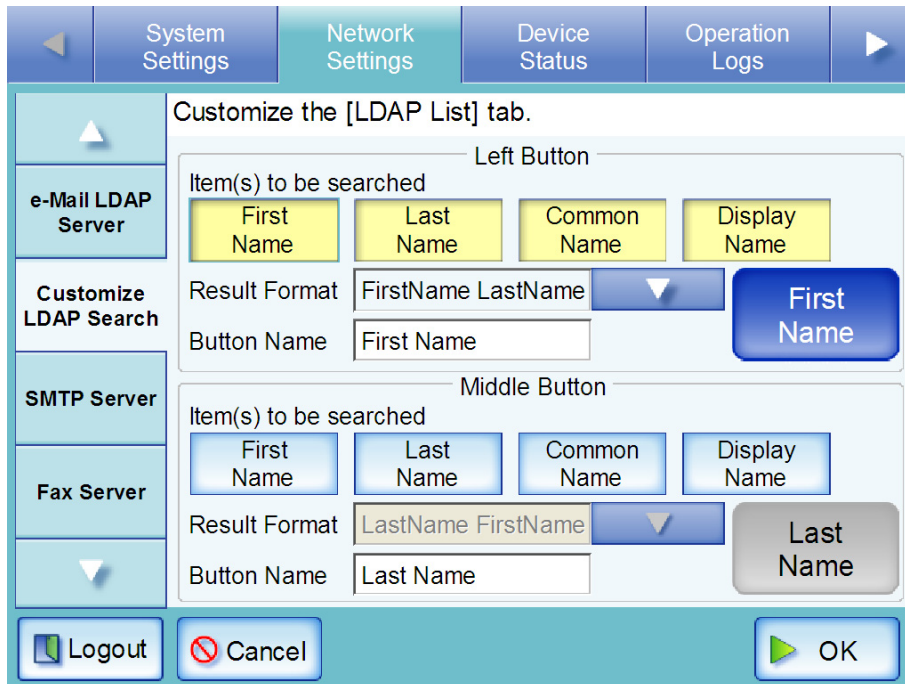 System Settings
Network Settings
Device Status
Operation Logs
Customize the [LDAP List] tab.
e-Mail LDAP Server
Customize LDAP Search
SMTP Server
Fax Server
Left Button
Item(s) to be searched
First Name
Last Name
Common Name
Display Name
Result Format
FirstName LastName
Button Name
First Name
First Name
Middle Button
Item(s) to be searched
First Name
Last Name
Common Name
Display Name
Result Format
LastName FirstName
Button Name
Last Name
Last Name
Logout
Cancel
OK